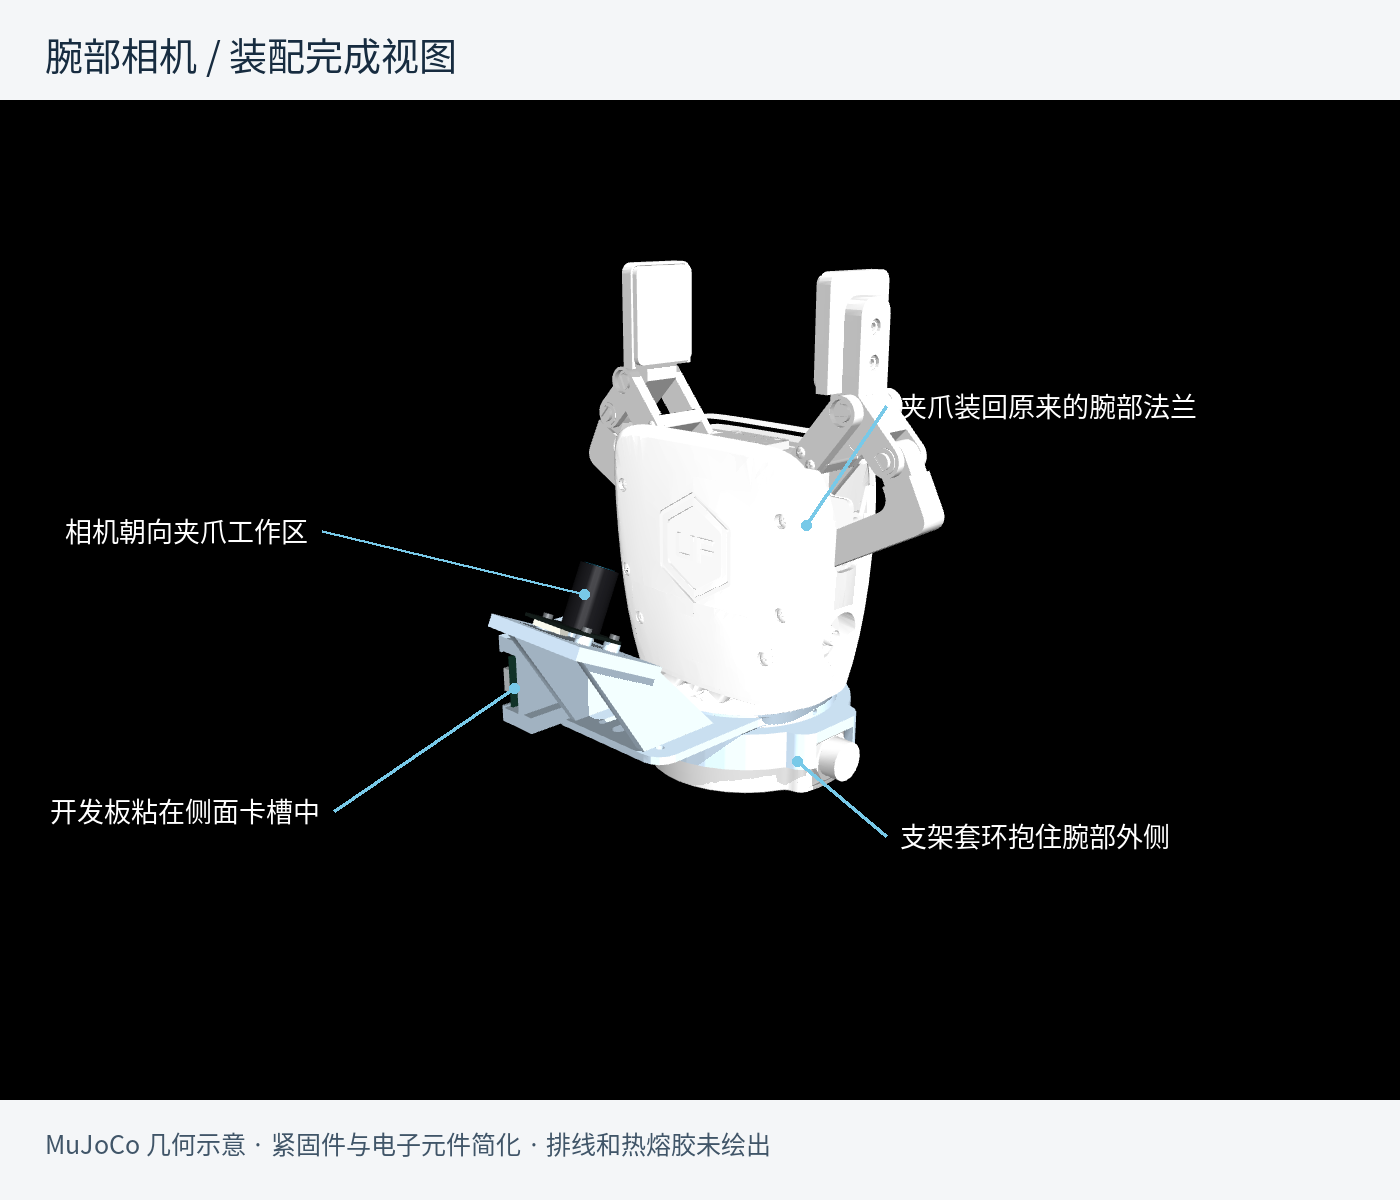 腕部相机 / 装配完成视图
夹爪装回原来的腕部法兰
相机朝向夹爪工作区
开发板粘在侧面卡槽中
支架套环抱住腕部外侧
MuJoCo 几何示意 · 紧固件与电子元件简化 · 排线和热熔胶未绘出